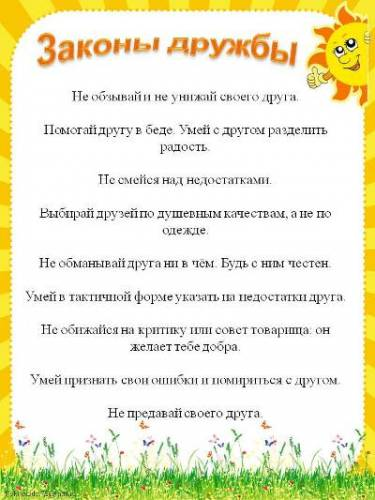 Законы дружбы
Не обзывай и не унижай своего друга.
Помогай другу в беде. Умей с другом разделить
радость.
Не смейся над недостатками.
Выбирай друзей по душевным качествам, а не по
одежде.
Не обманывай друга ни в чём. Будь с ним честен.
Умей в тактичной форме указать на недостатки друга.
Не обижайся на критику или совет товарища: он
желает тебе добра.
Умей признать свои ошибки и помириться с другом.
Не предавай своего друга.